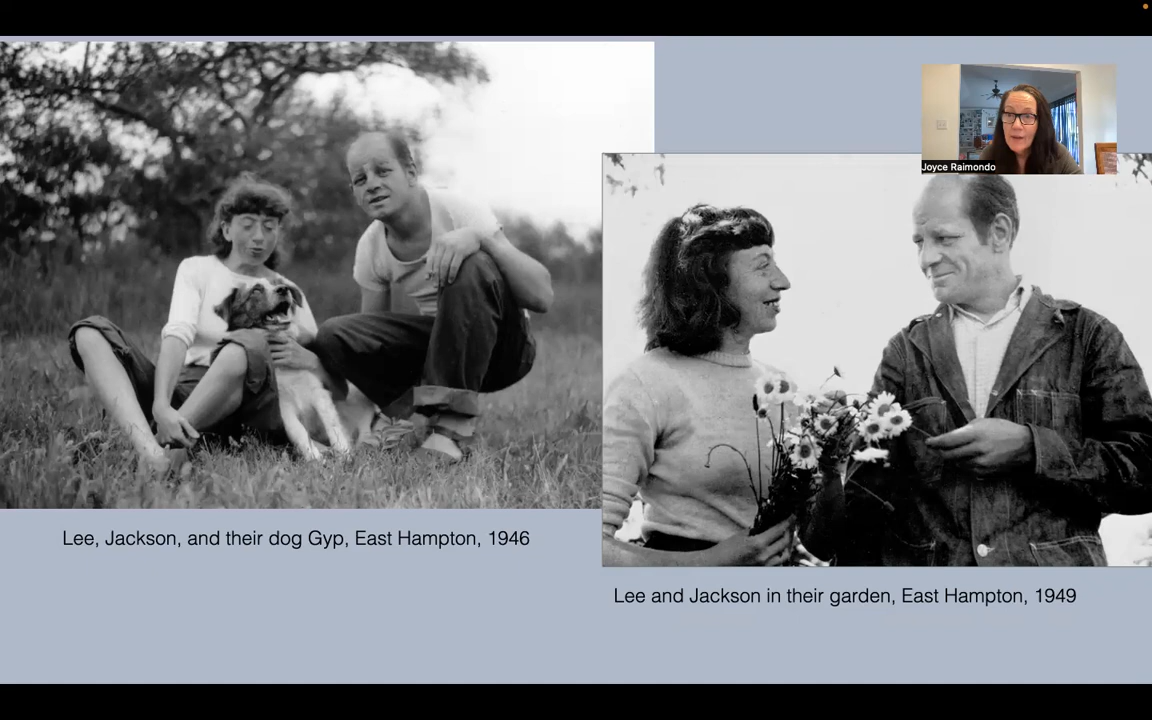 Joyce Raimondo
Lee, Jackson, and their dog Gyp, East Hampton, 1946
Lee and Jackson in their garden, East Hampton, 1949